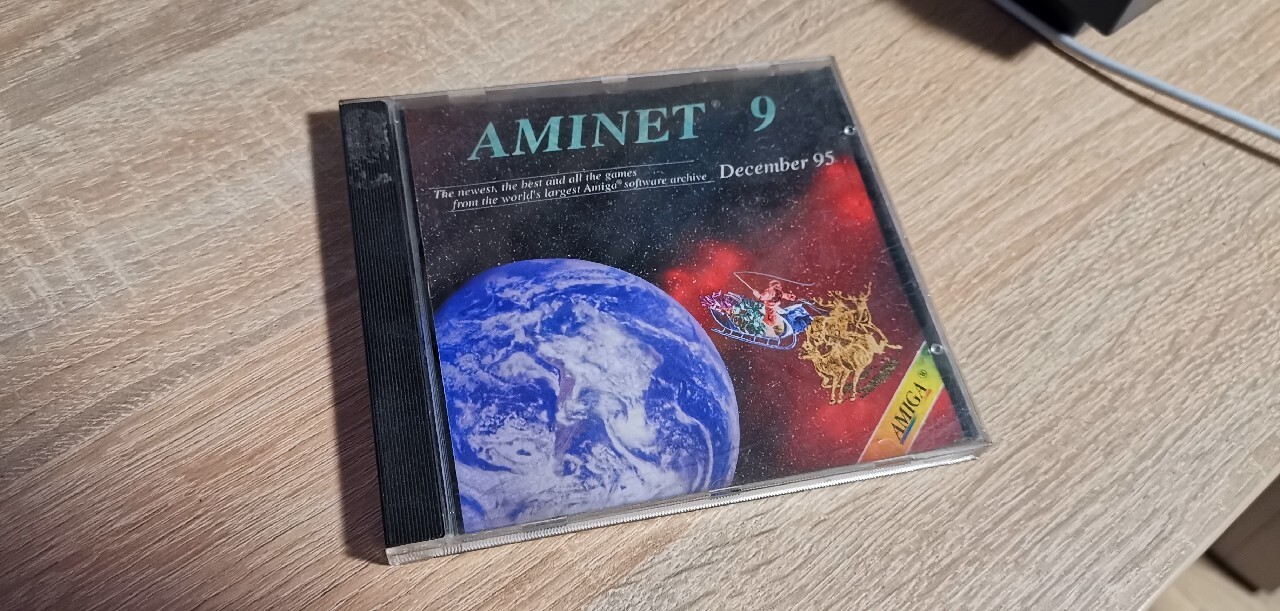 AMINET® 9
December 95
The newest, the best and all the games
from the world's largest Amiga® software archive
AMIGA®